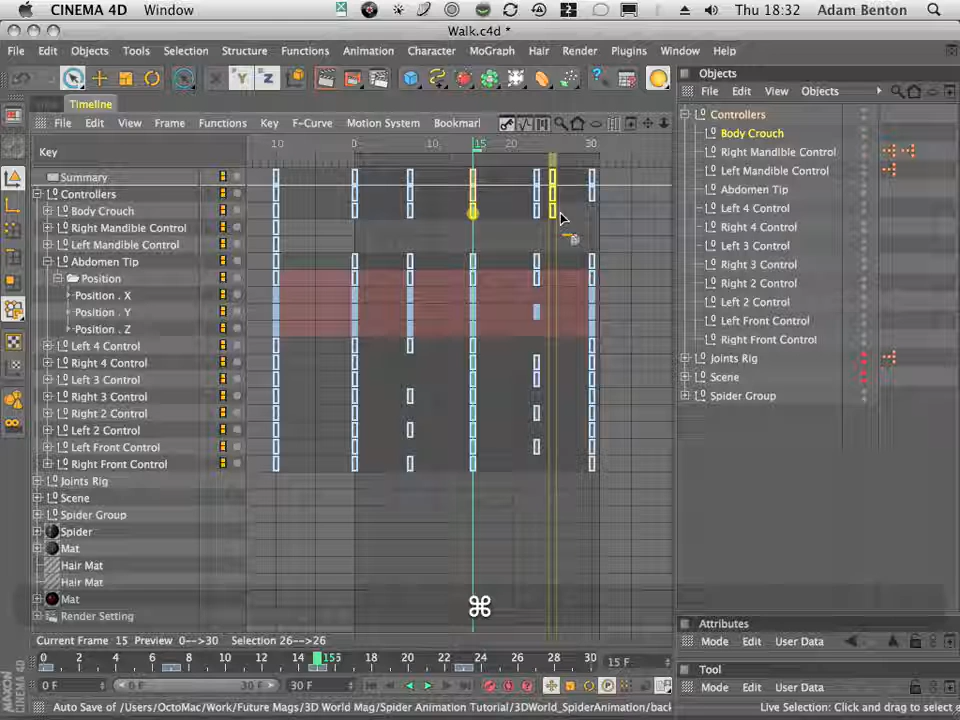 CINEMA 4D Window Thu 18:32 Adam Benton
Walk.c4d *
File Edit Objects Tools Selection Structure Functions Animation Character MoGraph Hair Render Plugins Window Help
Timeline
File Edit View Frame Functions Key F-Curve Motion System Bookmarl
Key
10 0 10 15 20 30
Summary
Controllers
Body Crouch
Right Mandible Control
Left Mandible Control
Abdomen Tip
Position
Position . X
Position . Y
Position . Z
Left 4 Control
Right 4 Control
Left 3 Control
Right 3 Control
Right 2 Control
Left 2 Control
Left Front Control
Right Front Control
Joints Rig
Scene
Spider Group
Spider
Mat
Hair Mat
Hair Mat
Mat
Render Setting
⌘
Current Frame 15 Preview 0-->30 Selection 26-->26
0 2 4 6 8 10 12 14 155 18 20 22 24 26 28 30 15 F
0 F 0 F 30 F 30 F
MAXON CINEMA 4D
Auto Save of /Users/OctoMac/Work/Future Mags/3D World Mag/Spider Animation Tutorial/3DWorld_SpiderAnimation/back
Objects
File Edit View Objects
Controllers
Body Crouch
Right Mandible Control
Left Mandible Control
Abdomen Tip
Left 4 Control
Right 4 Control
Left 3 Control
Right 3 Control
Right 2 Control
Left 2 Control
Left Front Control
Right Front Control
Joints Rig
Scene
Spider Group
Attributes
Mode Edit User Data
Tool
Mode Edit User Data
Live Selection: Click and drag to select e